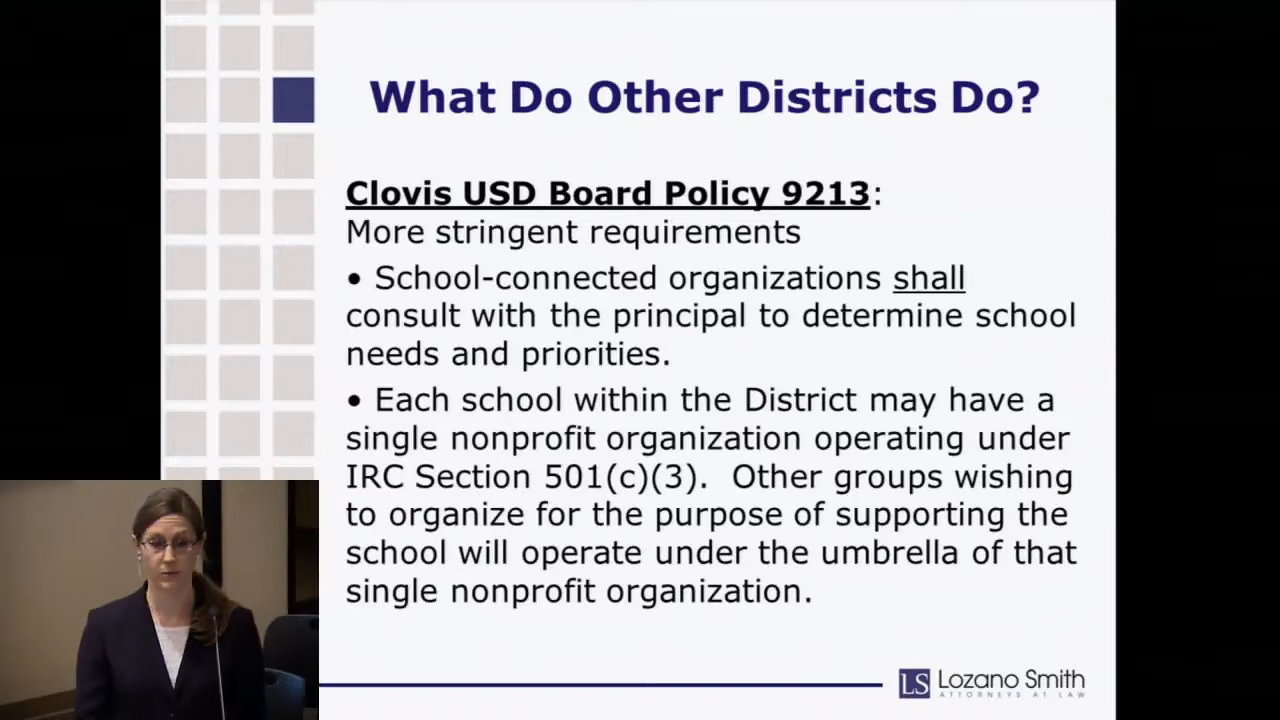 What Do Other Districts Do?
Clovis USD Board Policy 9213:
More stringent requirements
• School-connected organizations shall
consult with the principal to determine school
needs and priorities.
• Each school within the District may have a
single nonprofit organization operating under
IRC Section 501(c)(3).  Other groups wishing
to organize for the purpose of supporting the
school will operate under the umbrella of that
single nonprofit organization.
LS Lozano Smith
ATTORNEYS AT LAW